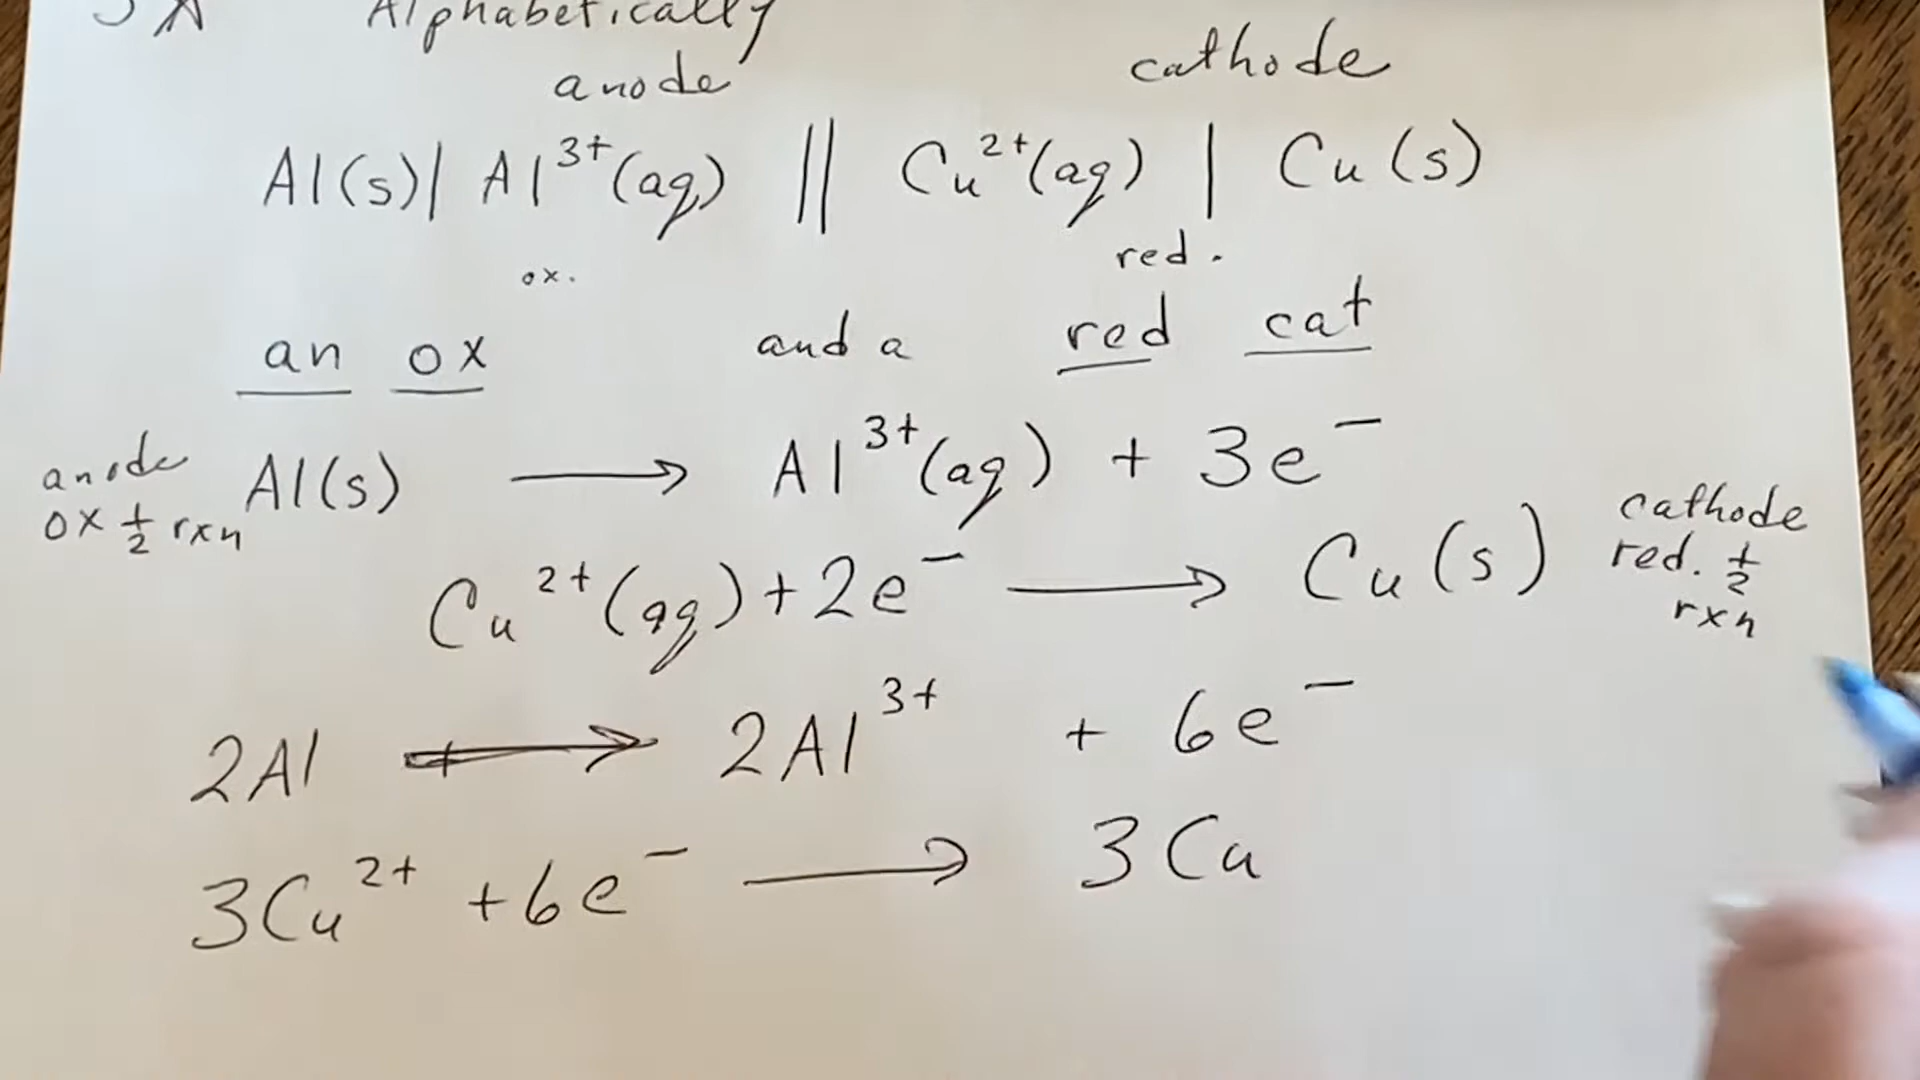 Alphabetically
anode cathode
Al(s)| Al³⁺(aq) || Cu²⁺(aq) | Cu(s)
ox. red.
an ox and a red cat
anode Al(s) → Al³⁺(aq) + 3e⁻
ox ½ rxn
Cu²⁺(aq) + 2e⁻ → Cu(s)
cathode
red. ½
rxn
2Al → 2Al³⁺ + 6e⁻
3Cu²⁺ + 6e⁻ → 3Cu